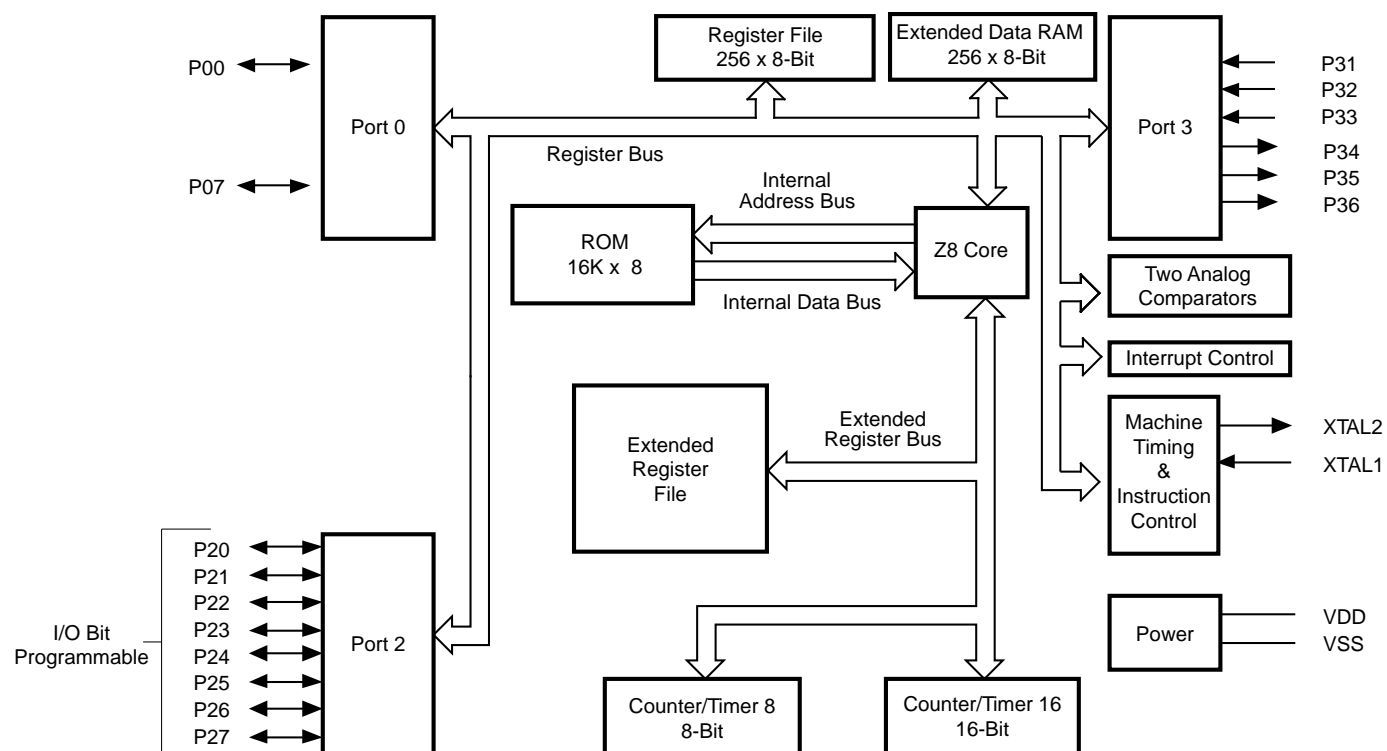 Register File
256 x 8-Bit
Extended Data RAM
256 x 8-Bit
P00
P07
Port 0
Port 3
P31
P32
P33
P34
P35
P36
Register Bus
Internal
Address Bus
ROM
16K x 8
Z8 Core
Internal Data Bus
Two Analog
Comparators
Interrupt Control
Extended
Register
File
Extended
Register Bus
Machine
Timing
&
Instruction
Control
XTAL2
XTAL1
I/O Bit
Programmable
P20
P21
P22
P23
P24
P25
P26
P27
Port 2
Power
VDD
VSS
Counter/Timer 8
8-Bit
Counter/Timer 16
16-Bit